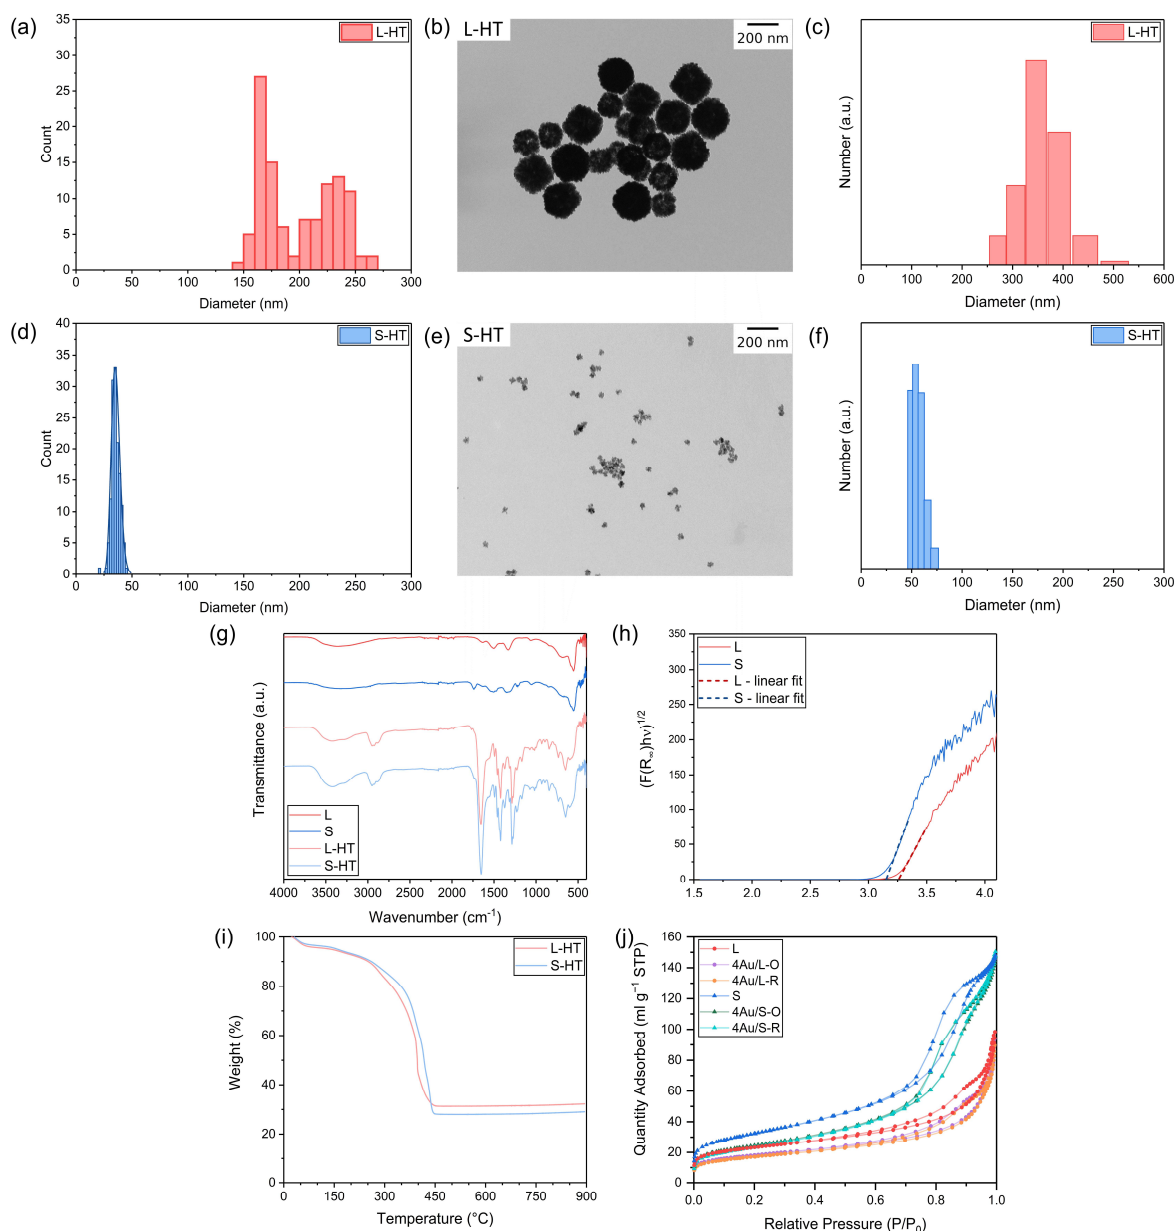 (a)
35
30
25
20
15
10
5
0
Count
L-HT
0 50 100 150 200 250 300
Diameter (nm)
(b)
L-HT
200 nm
(c)
Number (a.u.)
L-HT
0 100 200 300 400 500 600
Diameter (nm)
(d)
40
35
30
25
20
15
10
5
0
Count
S-HT
0 50 100 150 200 250 300
Diameter (nm)
(e)
S-HT
200 nm
(f)
Number (a.u.)
S-HT
0 50 100 150 200 250 300
Diameter (nm)
(g)
Transmittance (a.u.)
L
S
L-HT
S-HT
4000 3500 3000 2500 2000 1500 1000 500
Wavenumber (cm⁻¹)
(h)
350
300
250
200
150
100
50
0
(F(R∞)hν)¹/²
L
S
L - linear fit
S - linear fit
1.5 2.0 2.5 3.0 3.5 4.0
(i)
100
80
60
40
20
0
Weight (%)
L-HT
S-HT
0 150 300 450 600 750 900
Temperature (°C)
(j)
160
140
120
100
80
60
40
20
0
Quantity Adsorbed (ml g⁻¹ STP)
L
4Au/L-O
4Au/L-R
S
4Au/S-O
4Au/S-R
0.0 0.2 0.4 0.6 0.8 1.0
Relative Pressure (P/P₀)